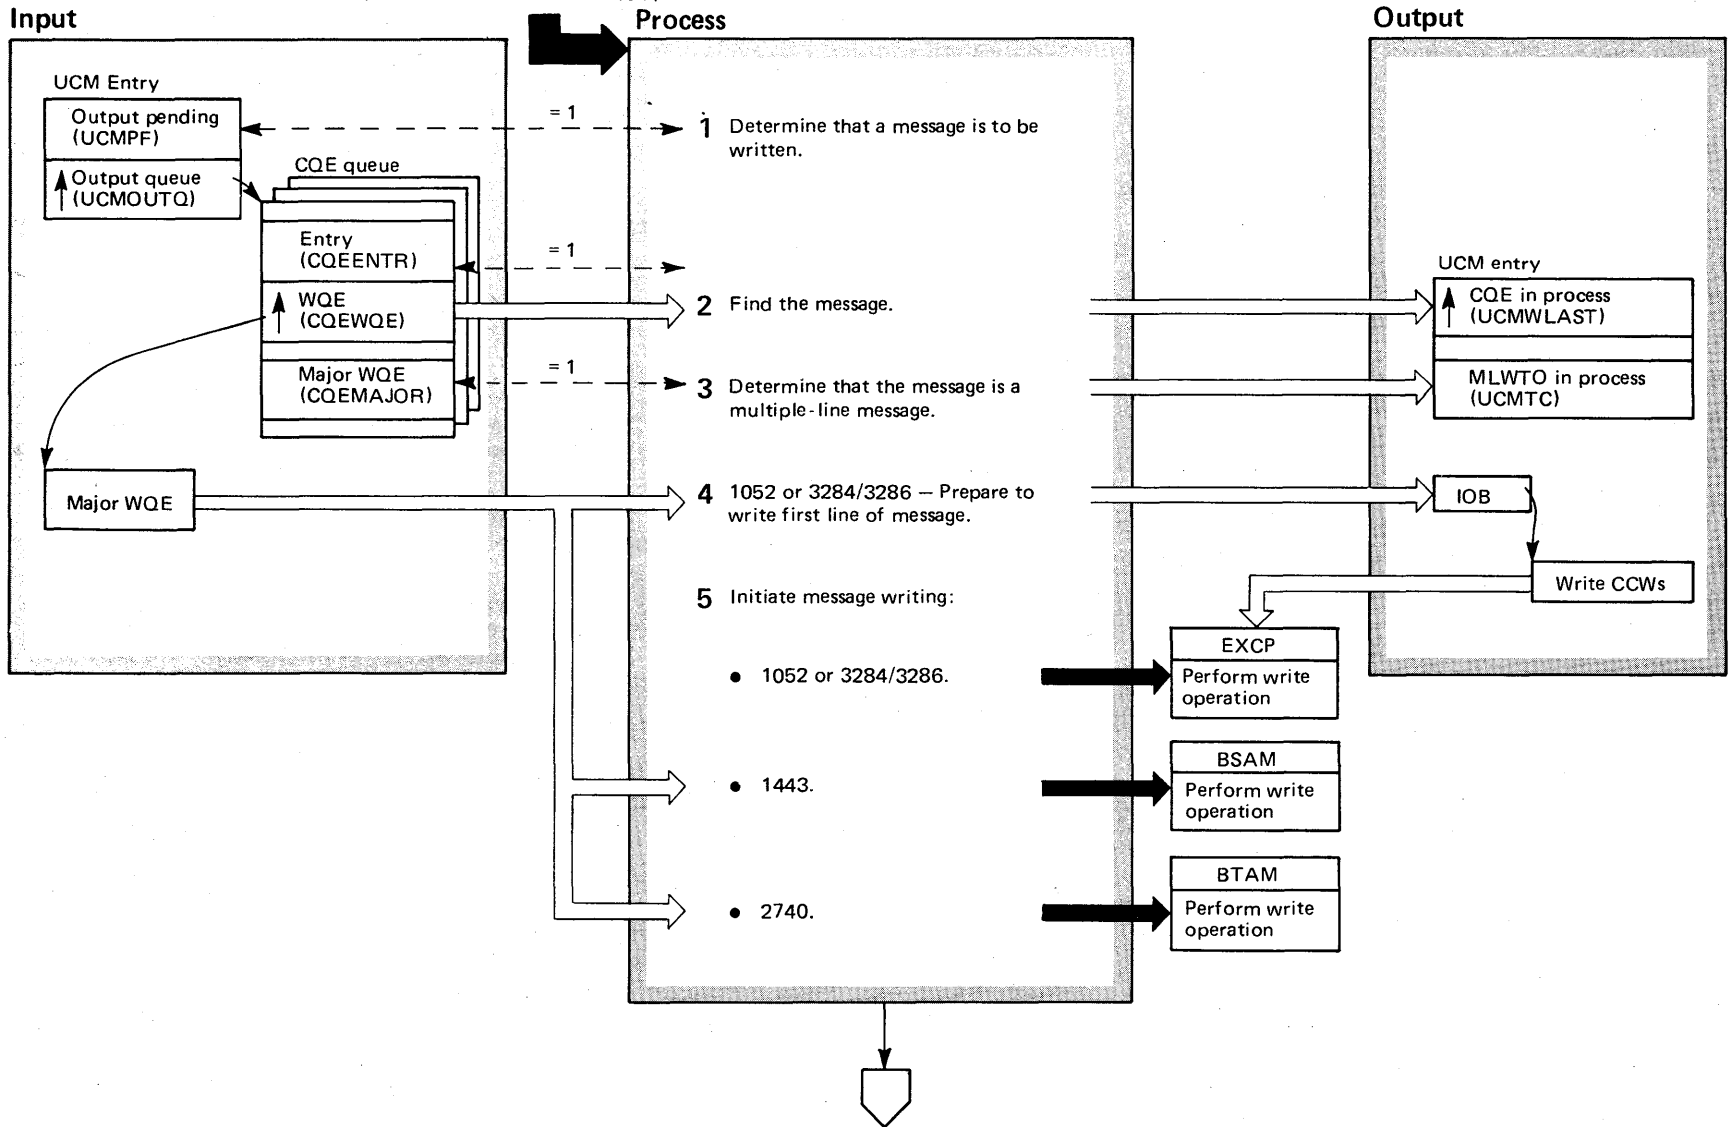 Input
Process
Output
UCM Entry
Output pending
(UCMPF)
Output queue
(UCMOUTQ)
CQE queue
Entry
(CQEENTR)
WQE
(CQEWQE)
Major WQE
(CQEMAJOR)
Major WQE
= 1
= 1
= 1
1 Determine that a message is to be
written.
2 Find the message.
3 Determine that the message is a
multiple-line message.
4 1052 or 3284/3286 — Prepare to
write first line of message.
5 Initiate message writing:
• 1052 or 3284/3286.
• 1443.
• 2740.
UCM entry
CQE in process
(UCMWLAST)
MLWTO in process
(UCMTC)
IOB
Write CCWs
EXCP
Perform write
operation
BSAM
Perform write
operation
BTAM
Perform write
operation